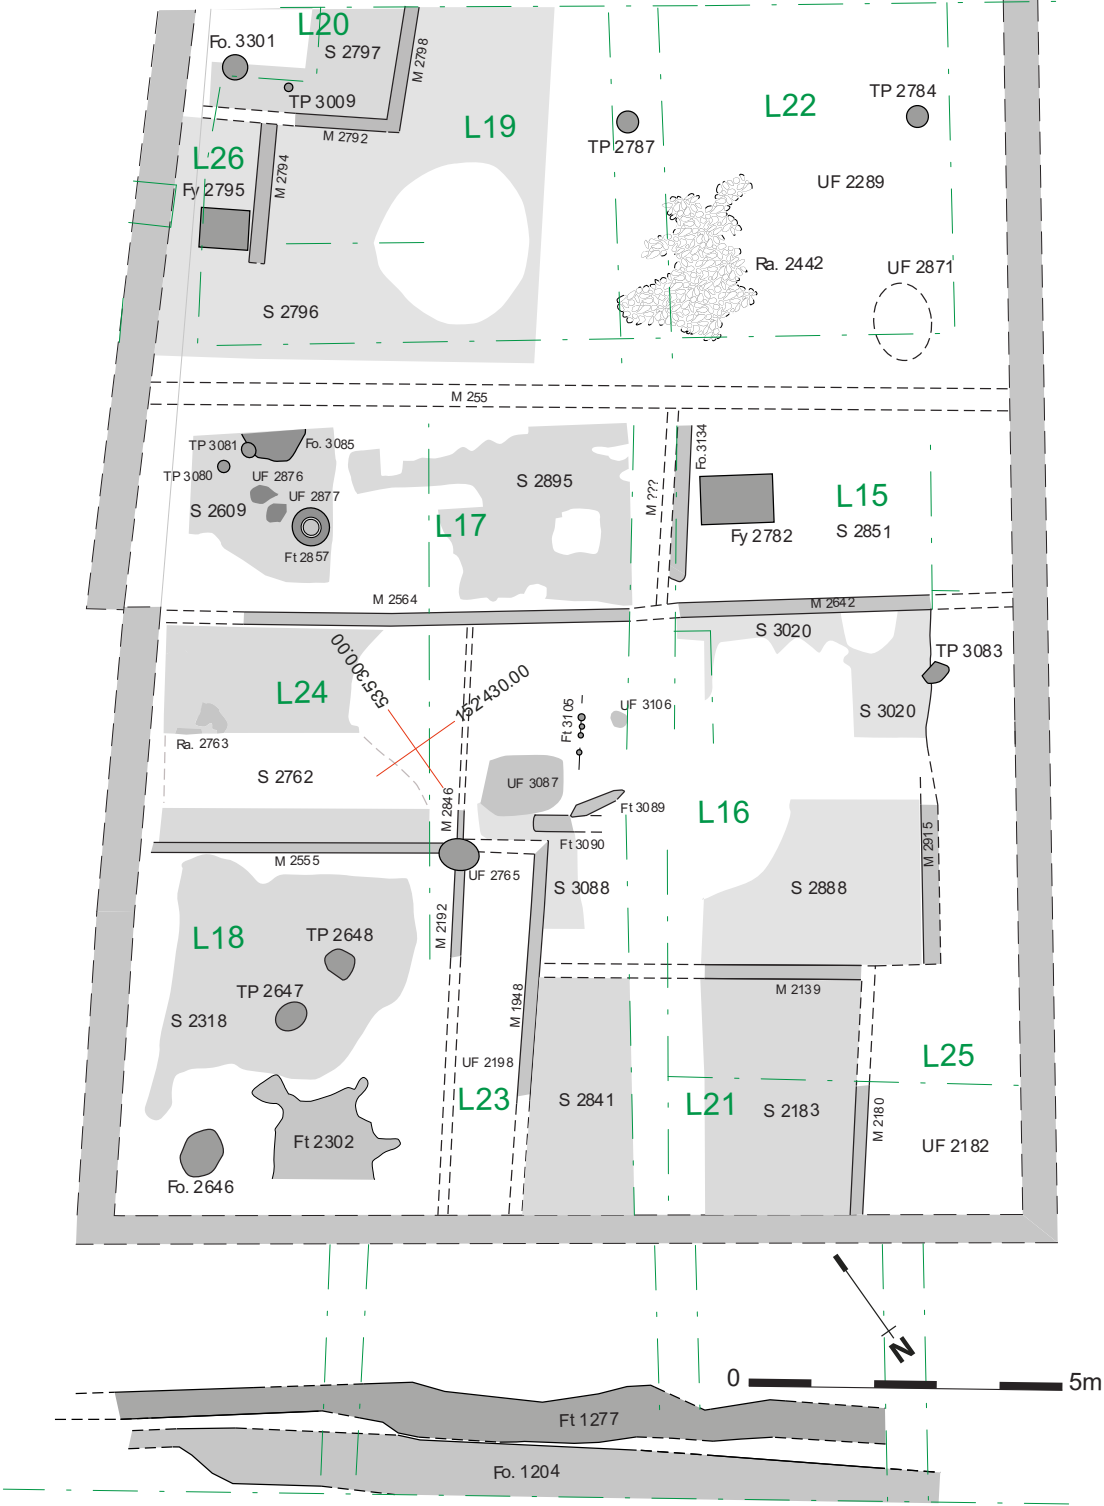 L20
Fo. 3301
S 2797
M 2798
TP 3009
M 2792
L19
L22
TP 2784
TP 2787
L26
Fy 2795
M 2794
UF 2289
Ra. 2442
UF 2871
S 2796
M 255
TP 3081
Fo. 3085
TP 3080
UF 2876
UF 2877
S 2609
Ft 2857
S 2895
L17
M ???
Fo. 3134
Fy 2782
L15
S 2851
M 2564
M 2642
S 3020
TP 3083
S 3020
L24
535'300.00
152'430.00
Ra. 2763
S 2762
Ft 3105
UF 3106
UF 3087
M 2846
Ft 3089
Ft 3090
L16
M 2915
M 2555
UF 2765
S 3088
S 2888
L18
TP 2648
M 2192
TP 2647
S 2318
M 1948
M 2139
UF 2198
L23
S 2841
L21
S 2183
L25
M 2180
UF 2182
Ft 2302
Fo. 2646
N
0
5m
Ft 1277
Fo. 1204